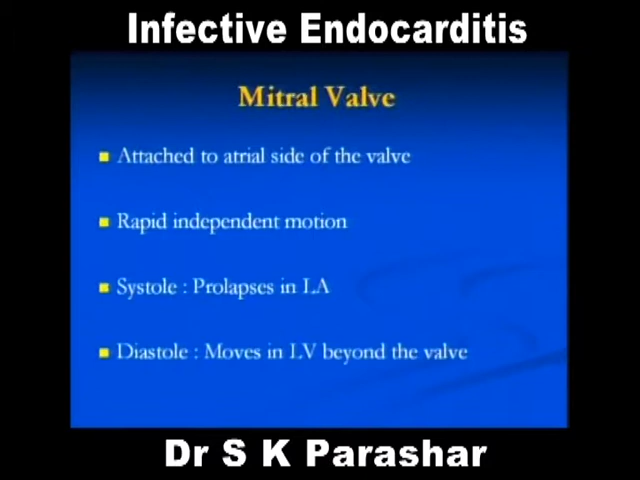 Infective Endocarditis
Mitral Valve
Attached to atrial side of the valve
Rapid independent motion
Systole : Prolapses in LA
Diastole : Moves in LV beyond the valve
Dr S K Parashar